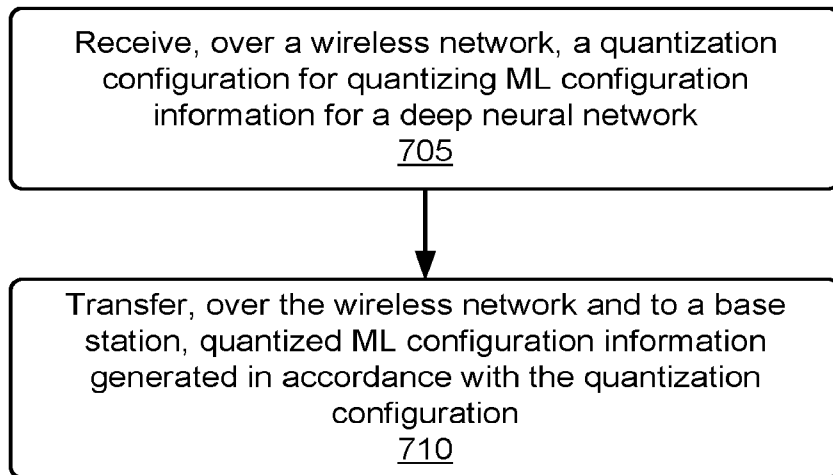 Receive, over a wireless network, a quantization
configuration for quantizing ML configuration
information for a deep neural network
705
Transfer, over the wireless network and to a base
station, quantized ML configuration information
generated in accordance with the quantization
configuration
710